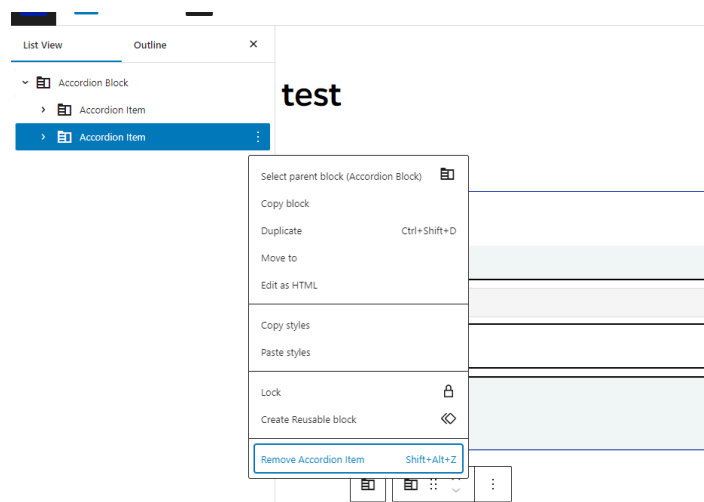 List View Outline
test
Accordion Block
Accordion Item
Accordion Item
Select parent block (Accordion Block)
Copy block
Duplicate Ctrl+Shift+D
Move to
Edit as HTML
Copy styles
Paste styles
Lock
Create Reusable block
Remove Accordion Item Shift+Alt+Z